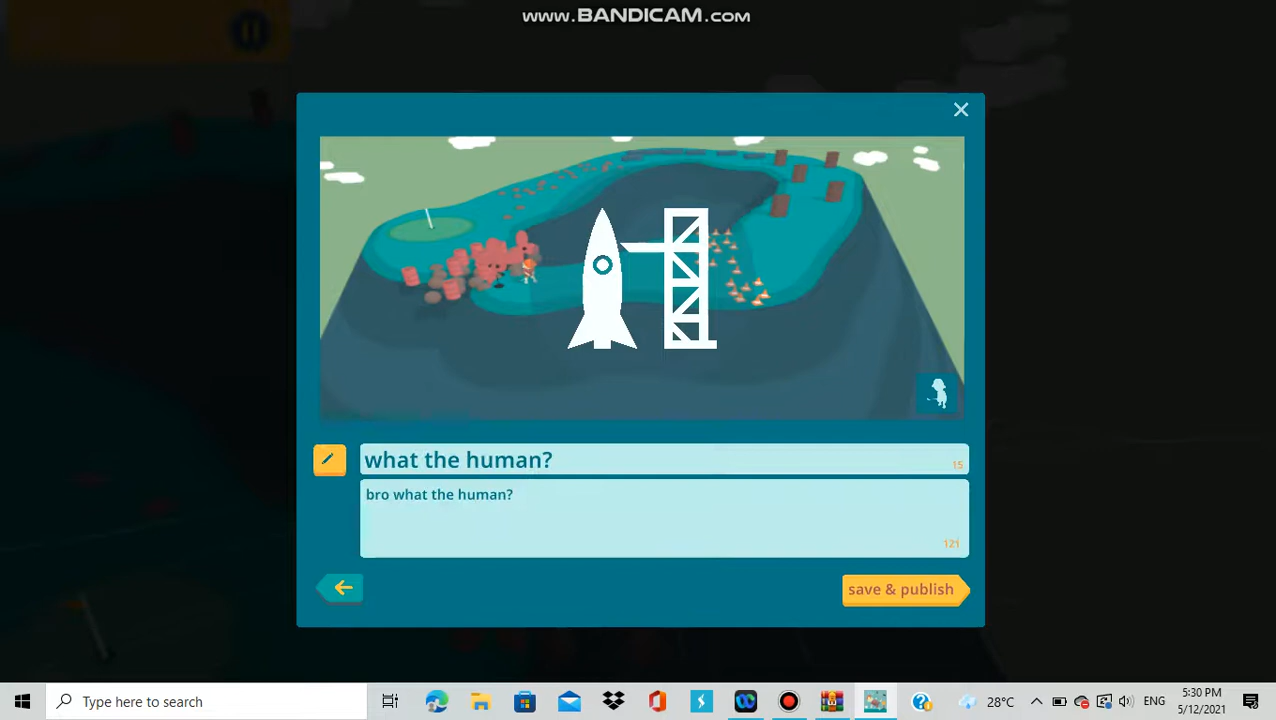 www.BANDICAM.com
what the human?
15
bro what the human?
121
save & publish
Type here to search
28°C
ENG
5:30 PM
5/12/2021